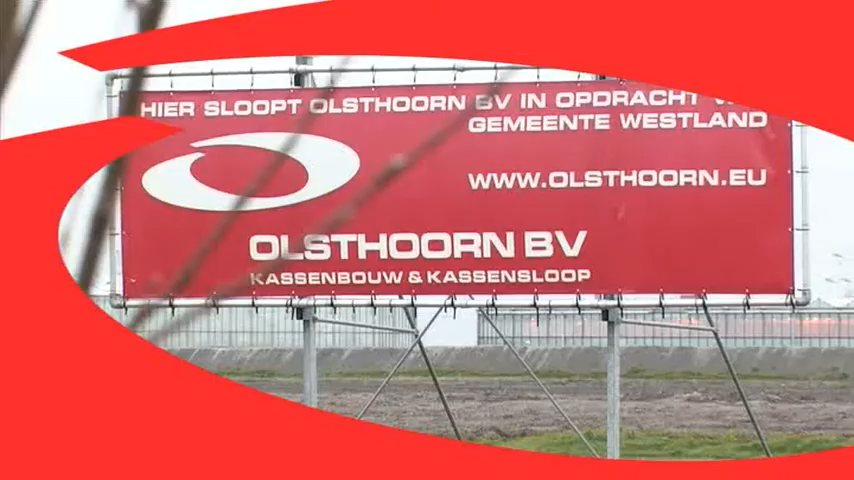 HIER SLOOPT OLSTHOORN BV IN OPDRACHT
GEMEENTE WESTLAND
WWW.OLSTHOORN.EU
OLSTHOORN BV
KASSENBOUW & KASSENSLOOP